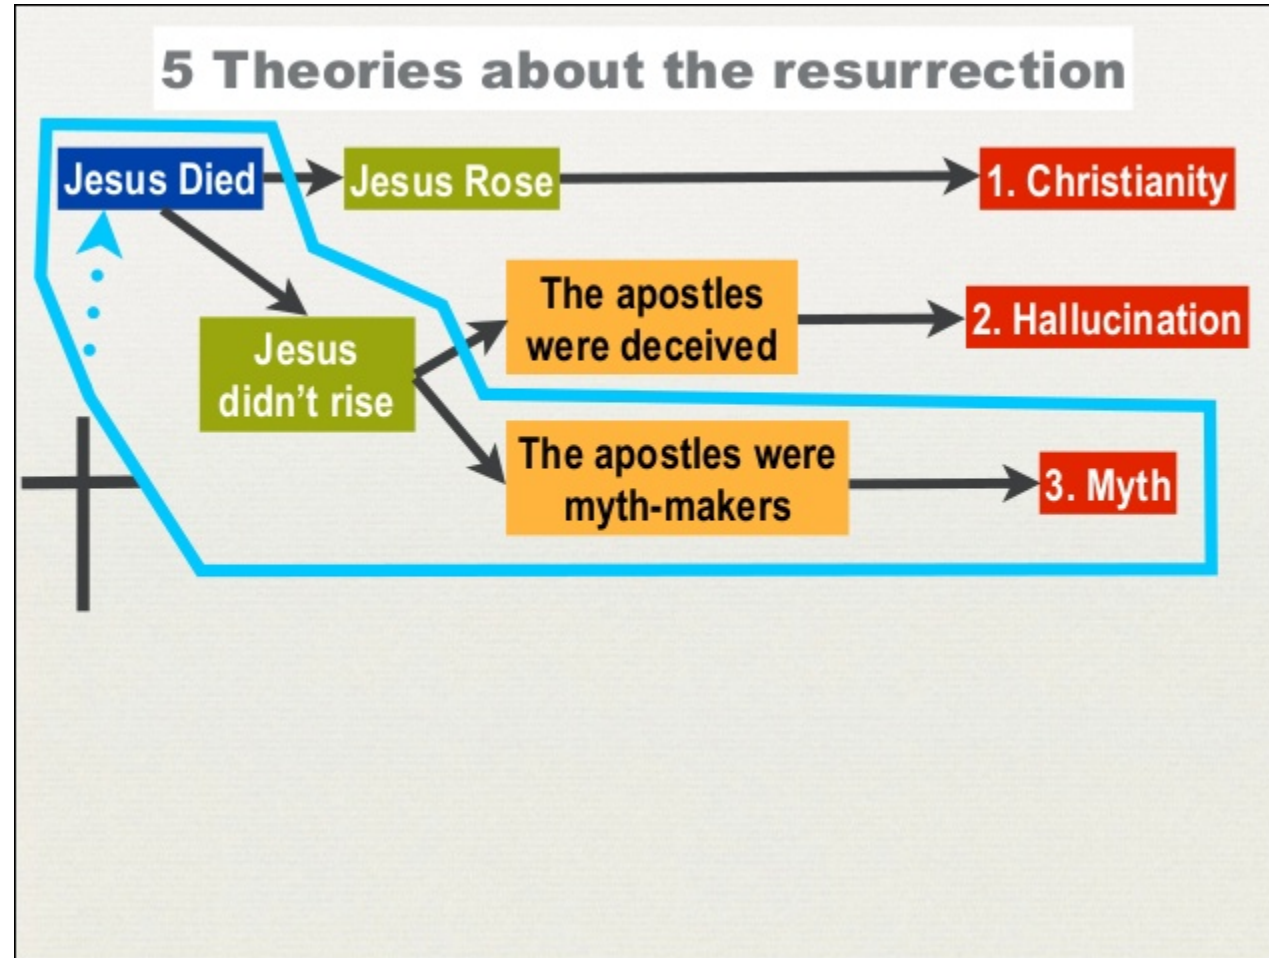 5 Theories about the resurrection
Jesus Died
Jesus Rose
1. Christianity
The apostles
were deceived
2. Hallucination
Jesus
didn’t rise
The apostles were
myth-makers
3. Myth